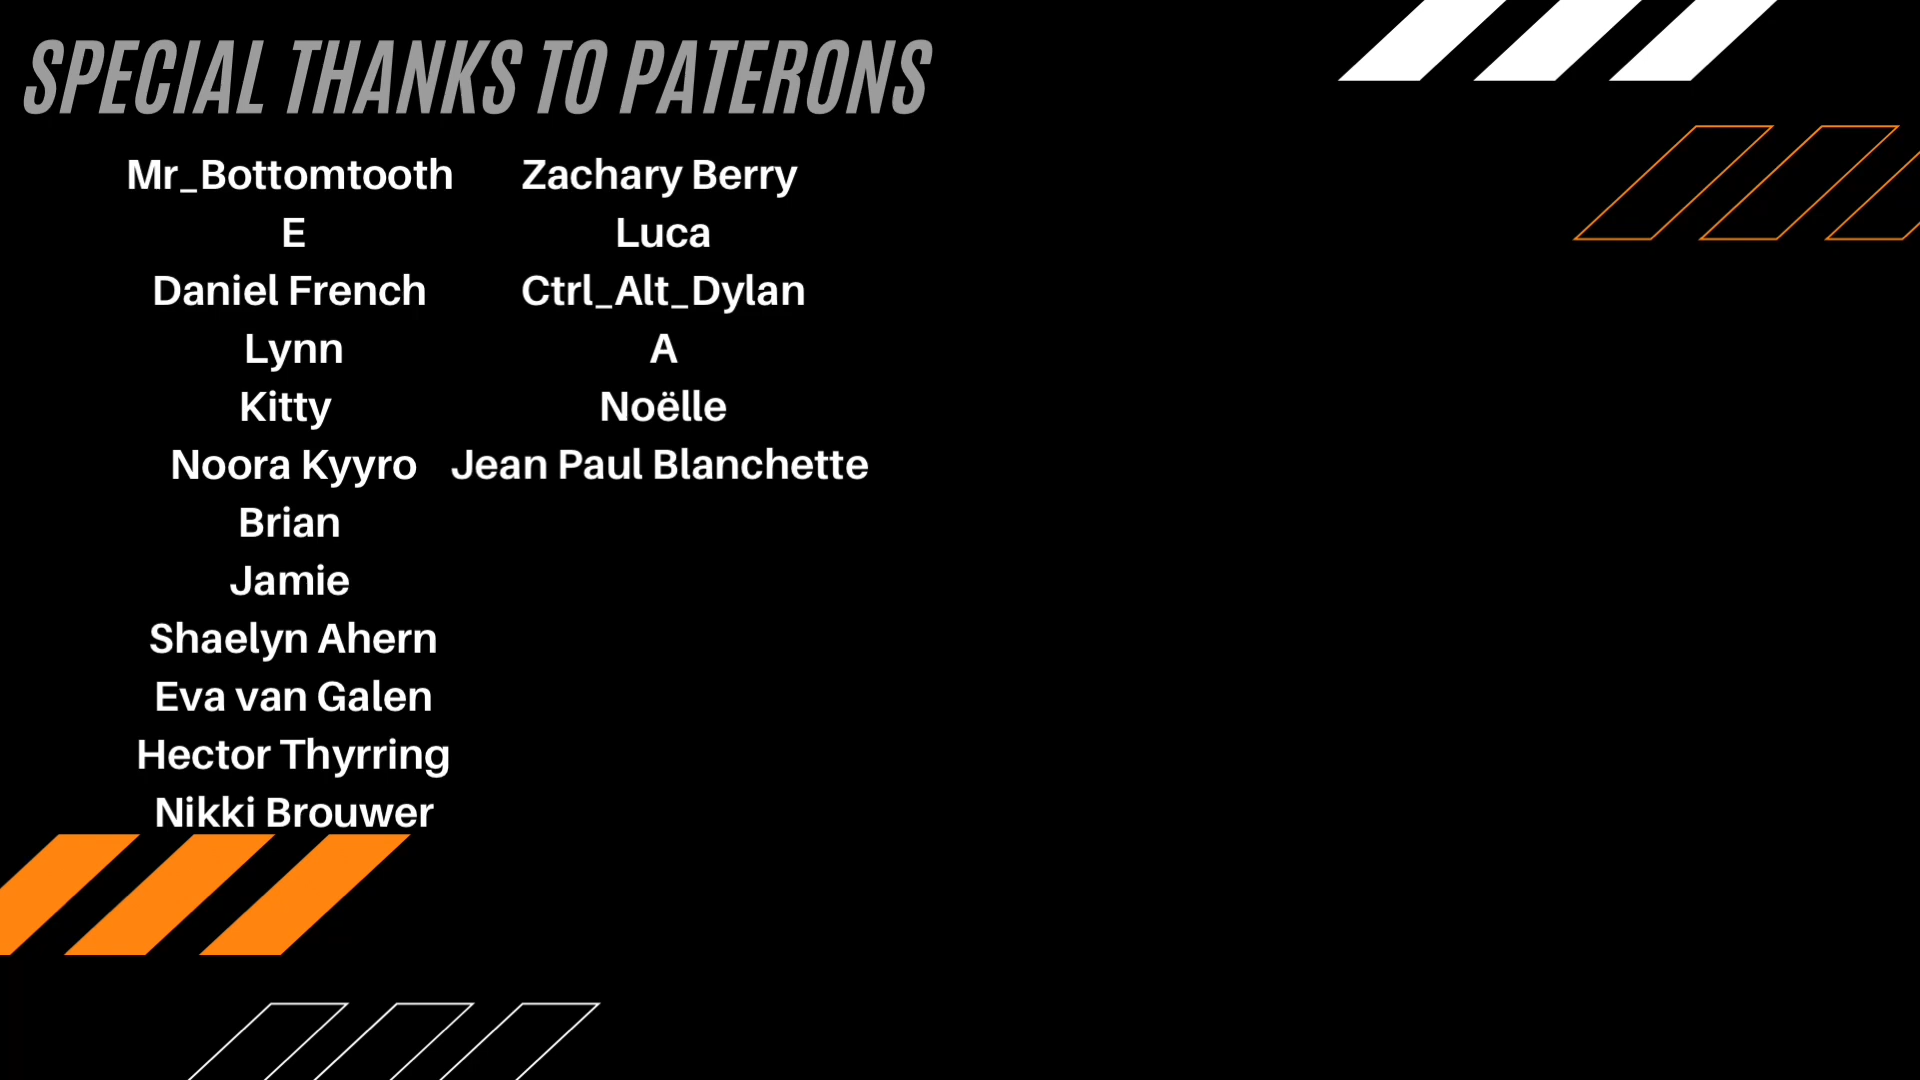 SPECIAL THANKS TO PATERONS
Mr_Bottomtooth
E
Daniel French
Lynn
Kitty
Noora Kyyro
Brian
Jamie
Shaelyn Ahern
Eva van Galen
Hector Thyrring
Nikki Brouwer
Zachary Berry
Luca
Ctrl_Alt_Dylan
A
Noëlle
Jean Paul Blanchette